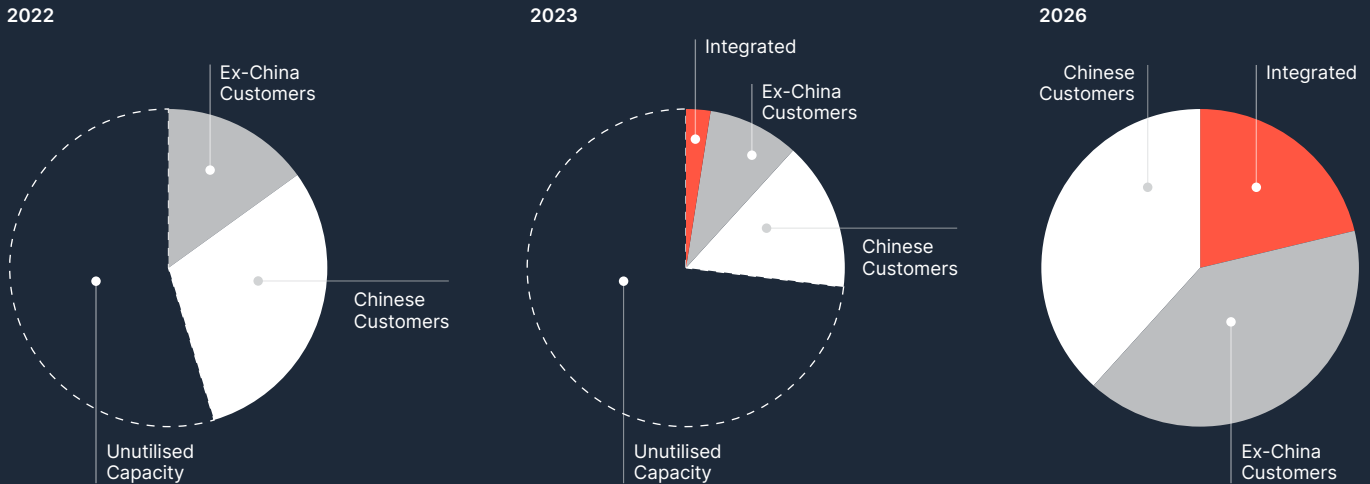 2022
Ex-China
Customers
Chinese
Customers
Unutilised
Capacity
2023
Integrated
Ex-China
Customers
Chinese
Customers
Unutilised
Capacity
2026
Chinese
Customers
Integrated
Ex-China
Customers